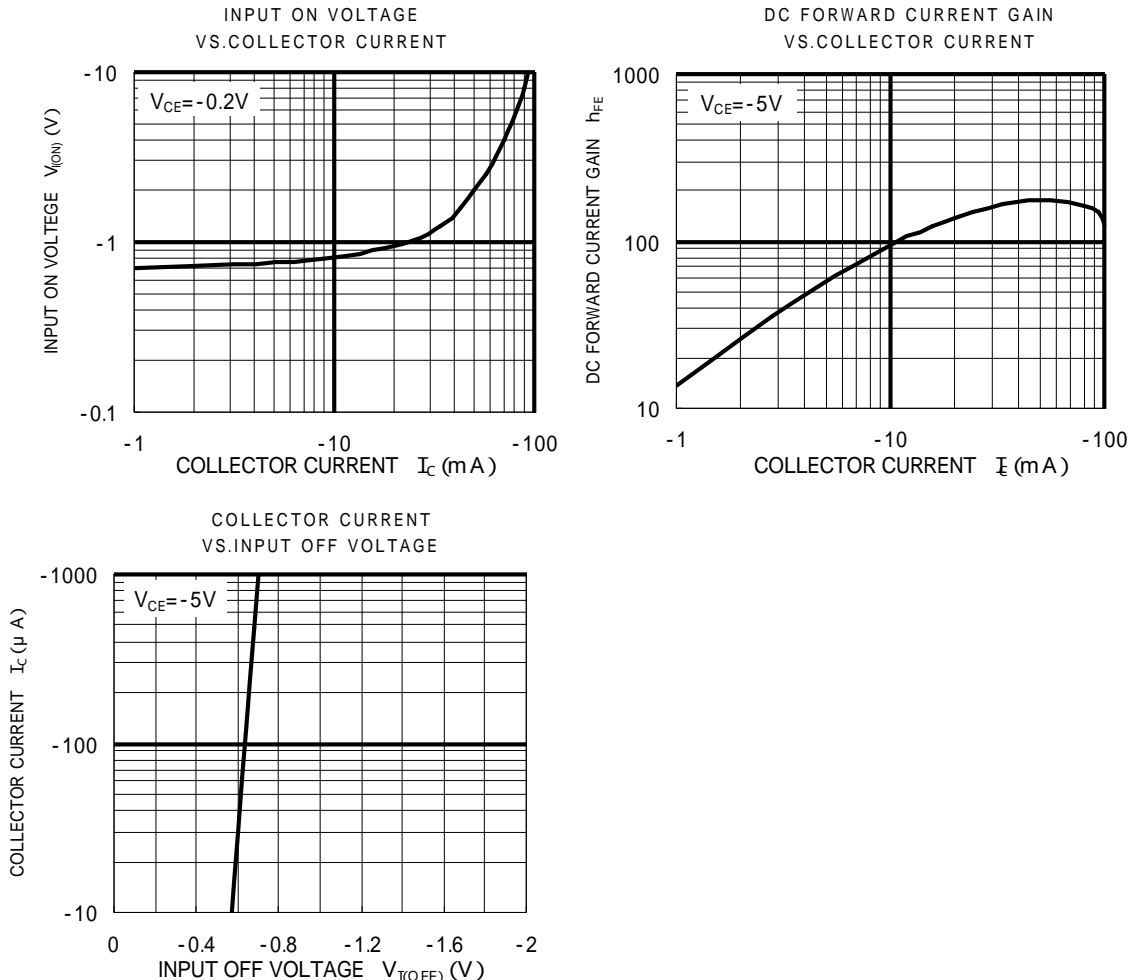 INPUT ON VOLTAGE
VS.COLLECTOR CURRENT
-10
-1
-0.1
INPUT ON VOLTEGE VI(ON) (V)
VCE=-0.2V
-1 -10 -100
COLLECTOR CURRENT IC (mA)
DC FORWARD CURRENT GAIN
VS.COLLECTOR CURRENT
1000
100
10
DC FORWARD CURRENT GAIN hFE
VCE=-5V
-1 -10 -100
COLLECTOR CURRENT (mA)
COLLECTOR CURRENT
VS.INPUT OFF VOLTAGE
-1000
-100
-10
COLLECTOR CURRENT IC (μ A)
VCE=-5V
0 -0.4 -0.8 -1.2 -1.6 -2
INPUT OFF VOLTAGE VI(OFF) (V)